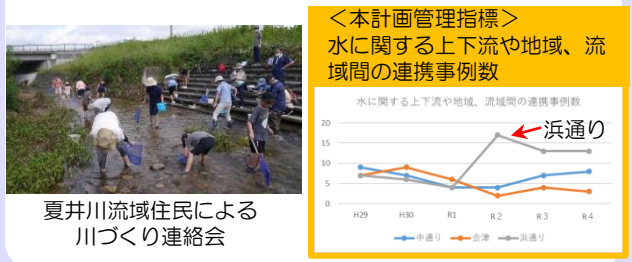 夏井川流域住民による
川づくり連絡会
＜本計画管理指標＞
水に関する上下流や地域、流
域間の連携事例数
水に関する上下流や地域、流域間の連携事例数
浜通り
20
15
10
5
0
H29 H30 R1 R２ R３ R４
中通り 会津 浜通り